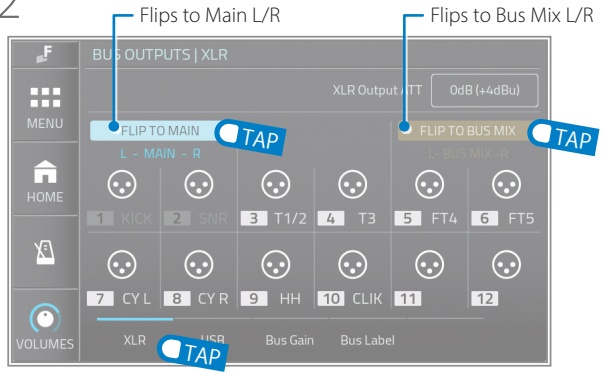 2
Flips to Main L/R
Flips to Bus Mix L/R
F
BUS OUTPUTS | XLR
XLR Output ATT
0dB (+4dBu)
MENU
FLIP TO MAIN
TAP
FLIP TO BUS MIX
TAP
L - MAIN - R
L- BUS MIX -R
HOME
1 KICK
2 SNR
3 T1/2
4 T3
5 FT4
6 FT5
7 CY L
8 CY R
9 HH
10 CLIK
11
12
VOLUMES
XLR
USB
Bus Gain
Bus Label
TAP